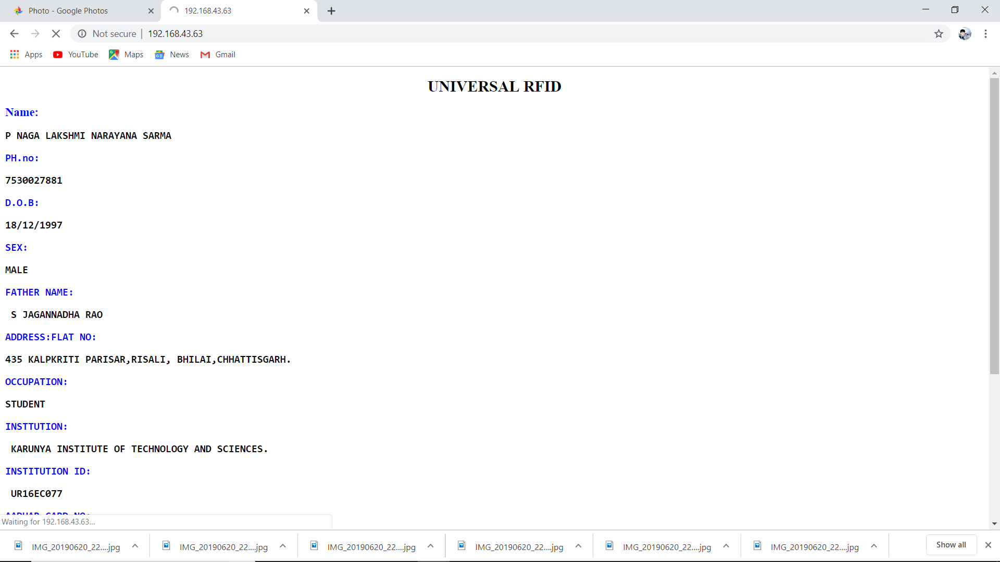 Photo - Google Photos
192.168.43.63
Not secure
192.168.43.63
Apps
YouTube
Maps
News
Gmail
UNIVERSAL RFID
Name:
P NAGA LAKSHMI NARAYANA SARMA
PH.no:
7530027881
D.O.B:
18/12/1997
SEX:
MALE
FATHER NAME:
S JAGANNADHA RAO
ADDRESS:FLAT NO:
435 KALPKRITI PARISAR,RISALI, BHILAI,CHHATTISGARH.
OCCUPATION:
STUDENT
INSTTUTION:
KARUNYA INSTITUTE OF TECHNOLOGY AND SCIENCES.
INSTITUTION ID:
UR16EC077
AADHAR CARD NO:
Waiting for 192.168.43.63...
IMG_20190620_22....jpg
IMG_20190620_22....jpg
IMG_20190620_22....jpg
IMG_20190620_22....jpg
IMG_20190620_22....jpg
IMG_20190620_22....jpg
Show all